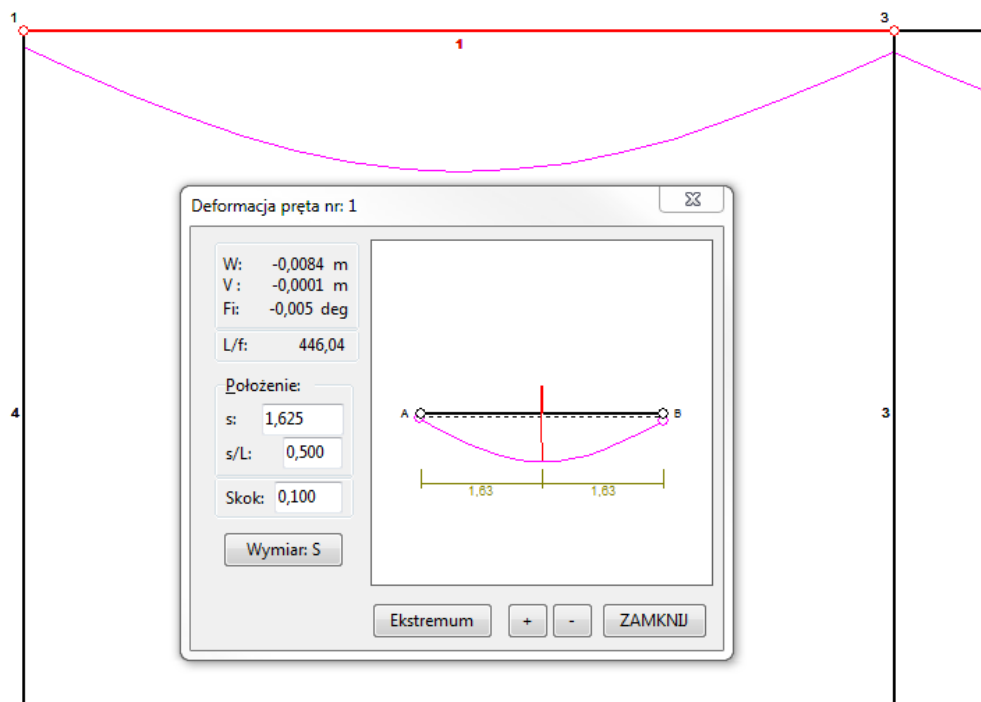 1
3
1
Deformacja pręta nr: 1
W: -0,0084 m
V : -0,0001 m
Fi: -0,005 deg
L/f: 446,04
Położenie:
s: 1,625
s/L: 0,500
Skok: 0,100
Wymiar: S
A
B
1,63 1,63
4
3
Ekstremum + - ZAMKNIJ